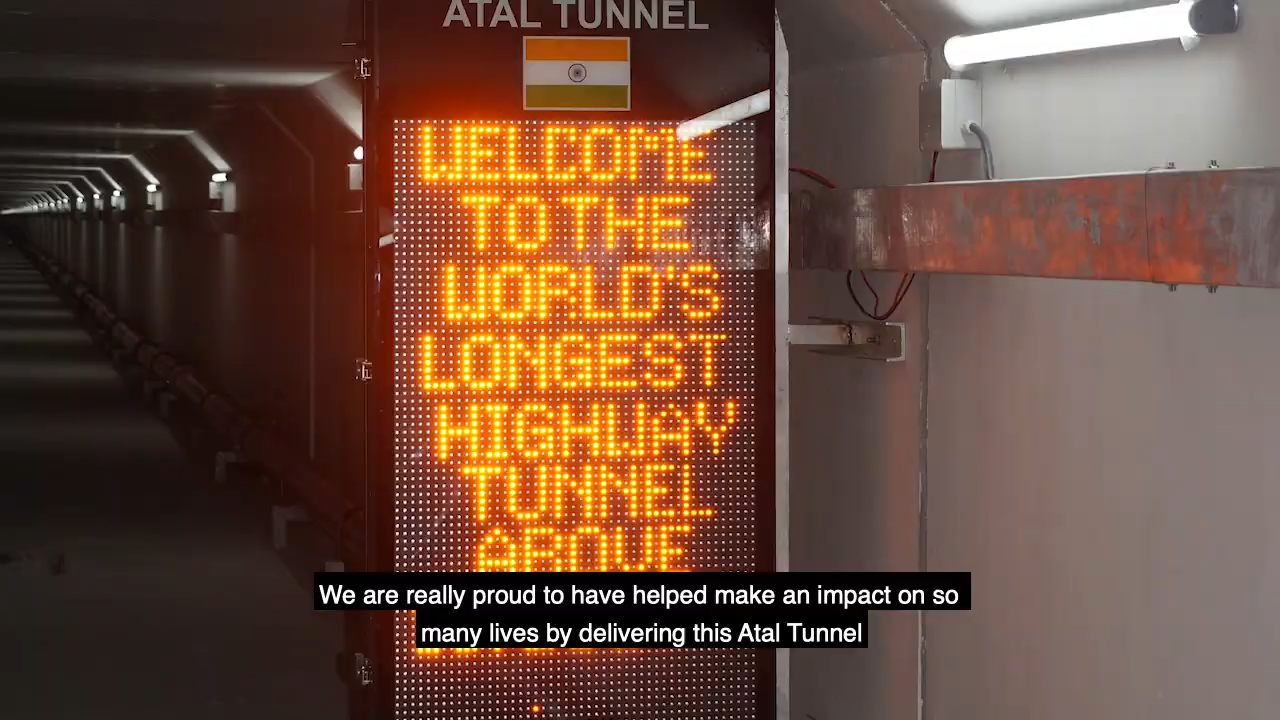 ATAL TUNNEL
WELCOME
TO THE
WORLD'S
LONGEST
HIGHWAY
TUNNEL
ABOVE
We are really proud to have helped make an impact on so
many lives by delivering this Atal Tunnel